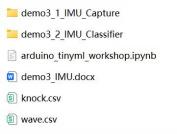 demo3_1_IMU_Capture
demo3_2_IMU_Classifier
arduino_tinyml_workshop.ipynb
demo3_IMU.docx
knock.csv
wave.csv